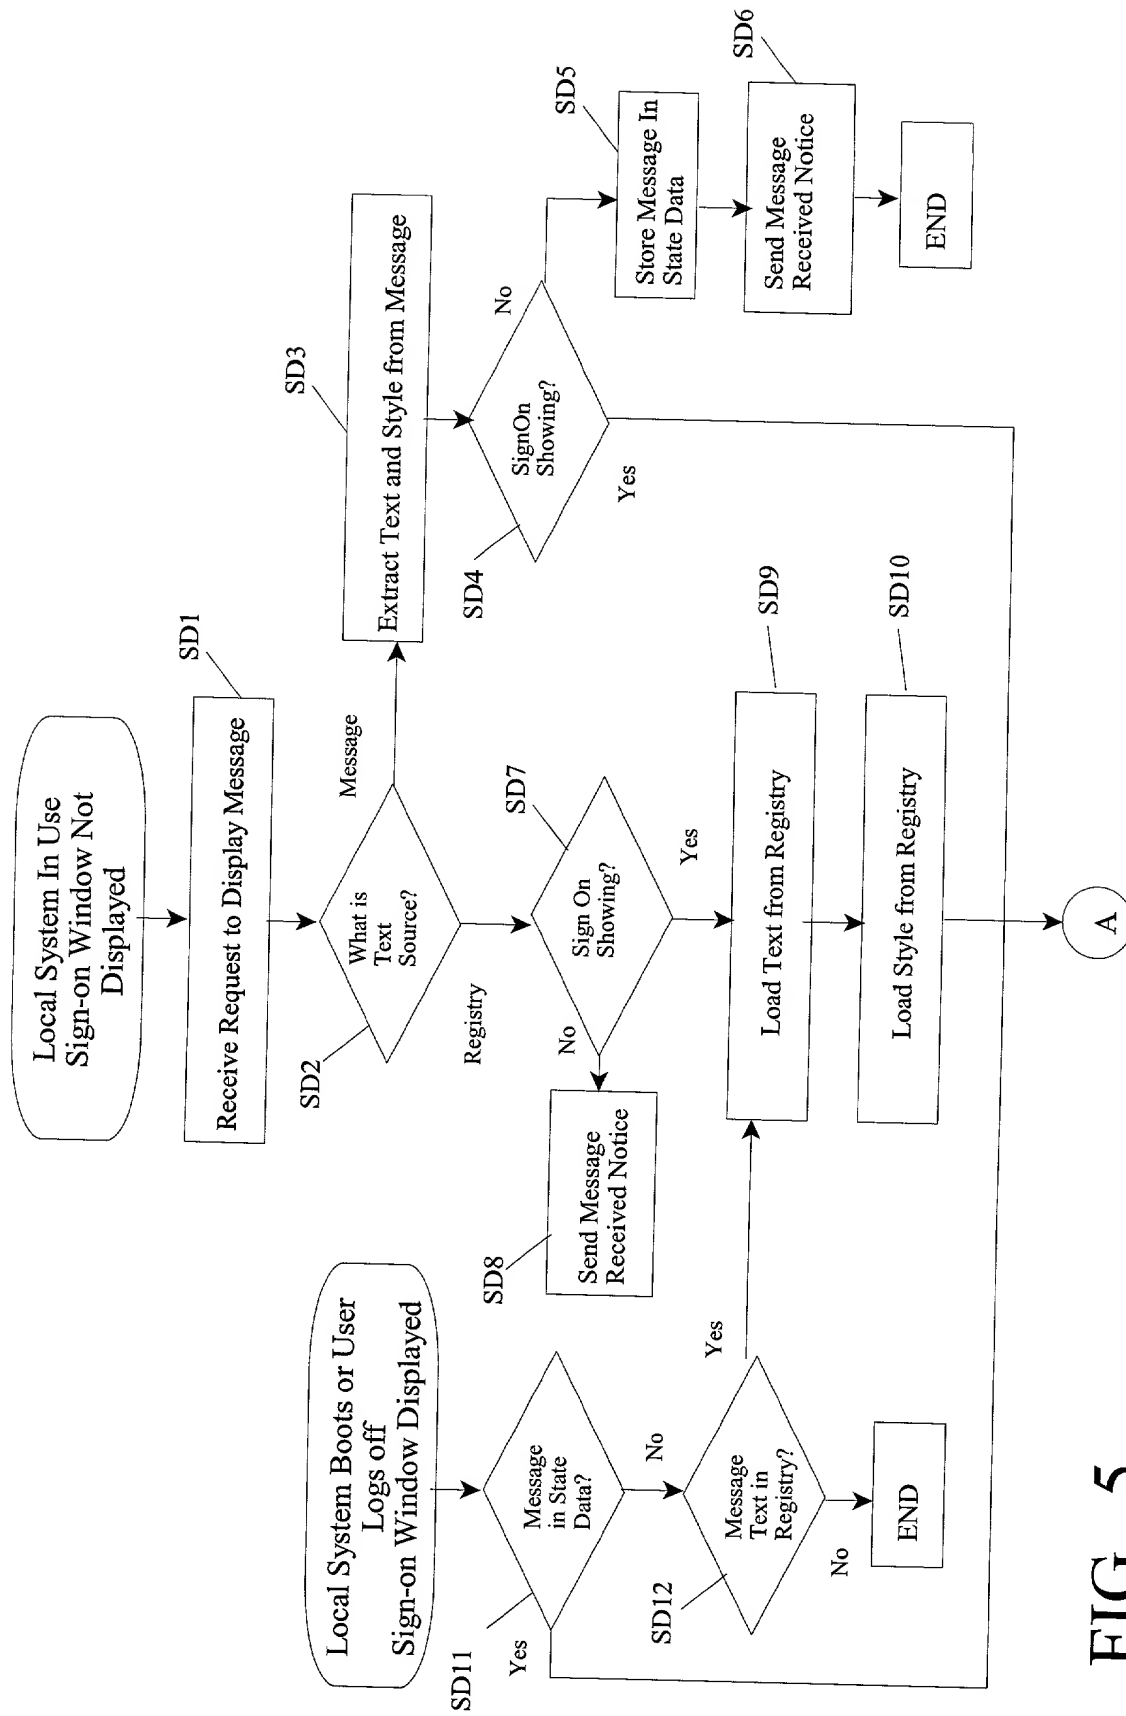 Local System In Use
Sign-on Window Not
Displayed
SD1
Receive Request to Display Message
SD2
What is
Text
Source?
Message
Registry
SD3
Extract Text and Style from Message
SD4
SignOn
Showing?
No
Yes
SD5
Store Message In
State Data
SD6
Send Message
Received Notice
END
SD7
Sign On
Showing?
No
Yes
SD8
Send Message
Received Notice
SD9
Load Text from Registry
SD10
Load Style from Registry
A
Local System Boots or User
Logs off
Sign-on Window Displayed
SD11
Message
in State
Data?
Yes
No
SD12
Message
Text in
Registry?
Yes
No
END
FIG. 5